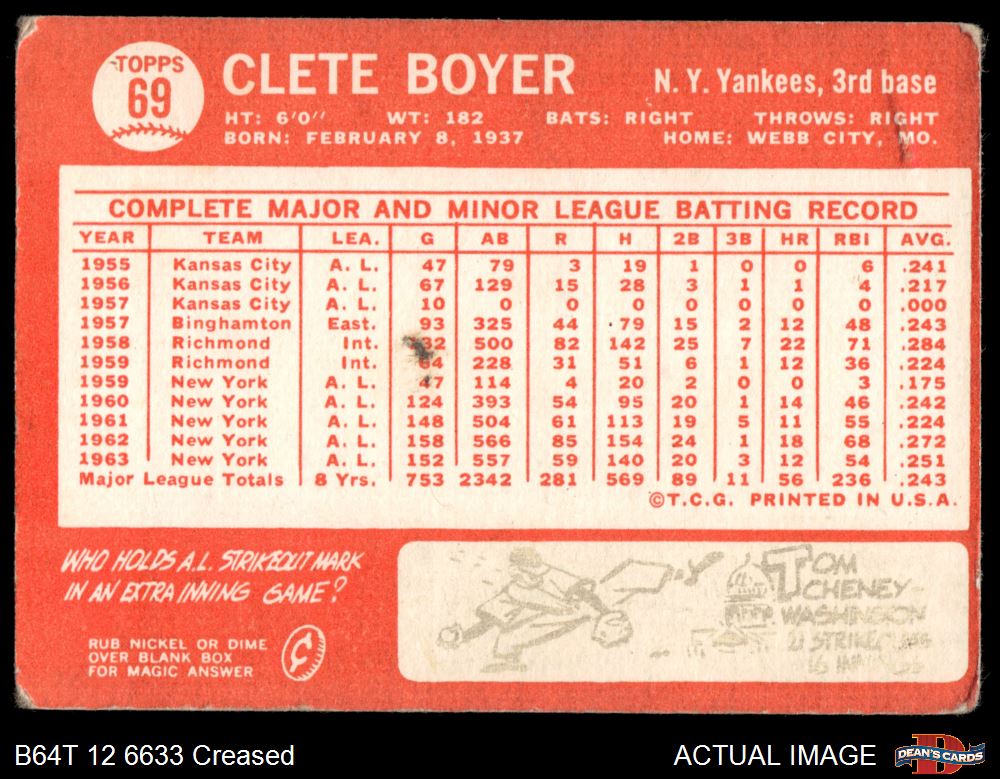 TOPPS
69
CLETE BOYER
N. Y. Yankees, 3rd base
HT: 6'0" WT: 182 BATS: RIGHT THROWS: RIGHT
BORN: FEBRUARY 8, 1937 HOME: WEBB CITY, MO.
COMPLETE MAJOR AND MINOR LEAGUE BATTING RECORD
YEAR TEAM LEA. G AB R H 2B 3B HR RBI AVG.
1955 Kansas City A. L. 47 79 3 19 1 0 0 6 .241
1956 Kansas City A. L. 67 129 15 28 3 1 1 4 .217
1957 Kansas City A. L. 10 0 0 0 0 0 0 0 .000
1957 Binghamton East. 93 325 44 79 15 2 12 48 .243
1958 Richmond Int. 500 82 142 25 7 22 71 .284
1959 Richmond Int. 64 228 31 51 6 1 12 36 .224
1959 New York A. L. 47 114 4 20 2 0 0 3 .175
1960 New York A. L. 124 393 54 95 20 1 14 46 .242
1961 New York A. L. 148 504 61 113 19 5 11 55 .224
1962 New York A. L. 158 566 85 154 24 1 18 68 .272
1963 New York A. L. 152 557 59 140 20 3 12 54 .251
Major League Totals 8 Yrs. 753 2342 281 569 89 11 56 236 .243
©T.C.G. PRINTED IN U.S.A.
WHO HOLDS A.L. STRIKEOUT MARK
IN AN EXTRA INNING GAME?
RUB NICKEL OR DIME
OVER BLANK BOX
FOR MAGIC ANSWER
TOM
CHENEY-
WASHINGTON
21 STRIKEOUTS
16
B64T 12 6633 Creased
ACTUAL IMAGE
DEAN'S CARDS